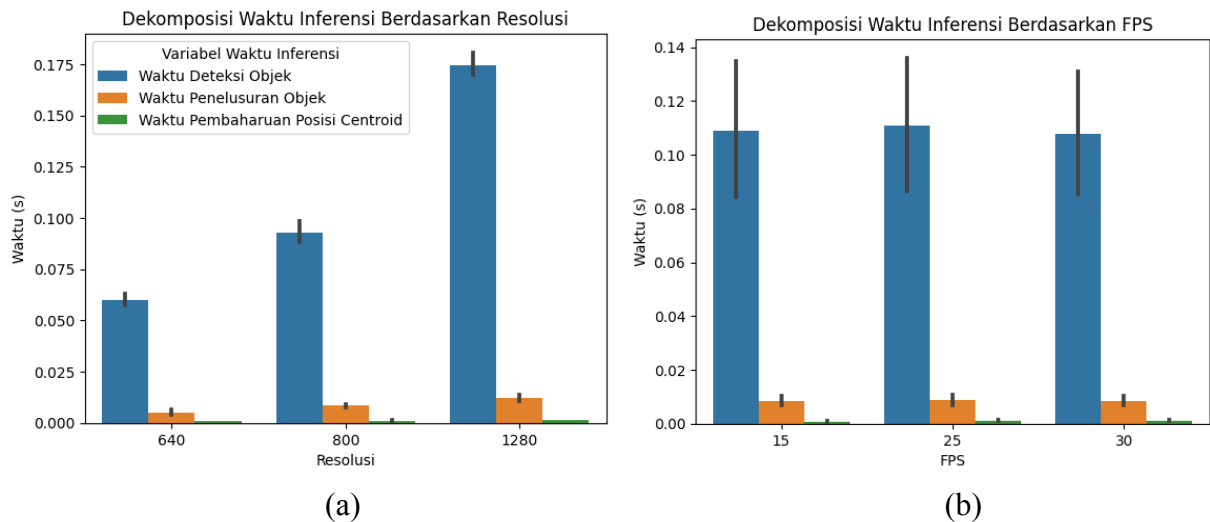 Dekomposisi Waktu Inferensi Berdasarkan Resolusi
Variabel Waktu Inferensi
Waktu Deteksi Objek
Waktu Penelusuran Objek
Waktu Pembaharuan Posisi Centroid
0.175
0.150
0.125
0.100
0.075
0.050
0.025
0.000
Waktu (s)
640 800 1280
Resolusi
(a)
Dekomposisi Waktu Inferensi Berdasarkan FPS
0.14
0.12
0.10
0.08
0.06
0.04
0.02
0.00
Waktu (s)
15 25 30
FPS
(b)